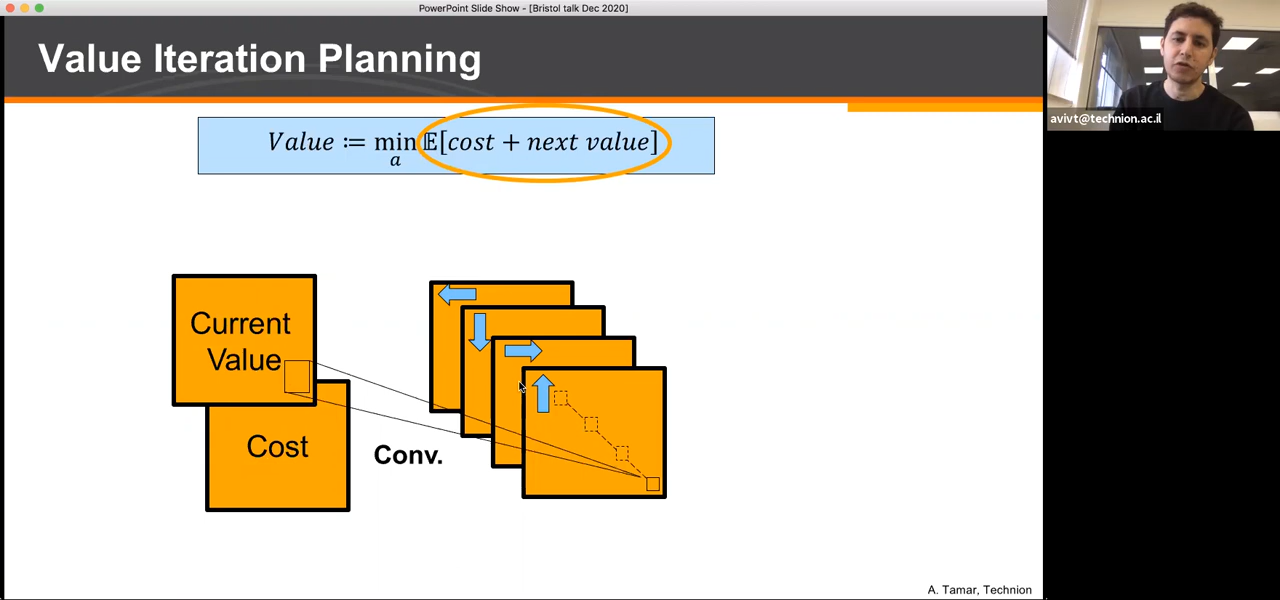 PowerPoint Slide Show - [Bristol talk Dec 2020]
Value Iteration Planning
avivt@technion.ac.il
𝑉𝑎𝑙𝑢𝑒 ≔ min 𝔼[𝑐𝑜𝑠𝑡 + 𝑛𝑒𝑥𝑡 𝑣𝑎𝑙𝑢𝑒]
𝑎
Current
Value
Cost
Conv.
A. Tamar, Technion